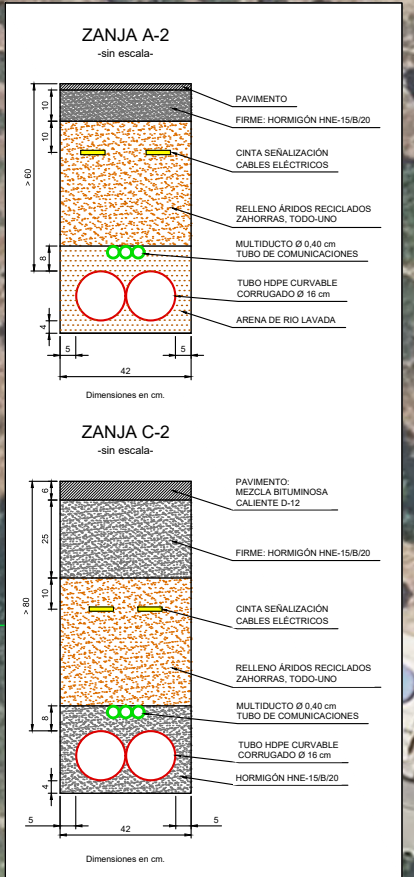 ZANJA A-2
-sin escala-
PAVIMENTO
FIRME: HORMIGÓN HNE-15/B/20
10
10
CINTA SEÑALIZACIÓN
CABLES ELÉCTRICOS
> 60
RELLENO ÁRIDOS RECICLADOS
ZAHORRAS, TODO-UNO
MULTIDUCTO Ø 0,40 cm
TUBO DE COMUNICACIONES
8
TUBO HDPE CURVABLE
CORRUGADO Ø 16 cm
ARENA DE RIO LAVADA
4
5
5
42
Dimensiones en cm.
ZANJA C-2
-sin escala-
PAVIMENTO:
MEZCLA BITUMINOSA
CALIENTE D-12
6
25
FIRME: HORMIGÓN HNE-15/B/20
10
CINTA SEÑALIZACIÓN
CABLES ELÉCTRICOS
> 80
RELLENO ÁRIDOS RECICLADOS
ZAHORRAS, TODO-UNO
MULTIDUCTO Ø 0,40 cm
TUBO DE COMUNICACIONES
8
TUBO HDPE CURVABLE
CORRUGADO Ø 16 cm
HORMIGÓN HNE-15/B/20
4
5
5
42
Dimensiones en cm.